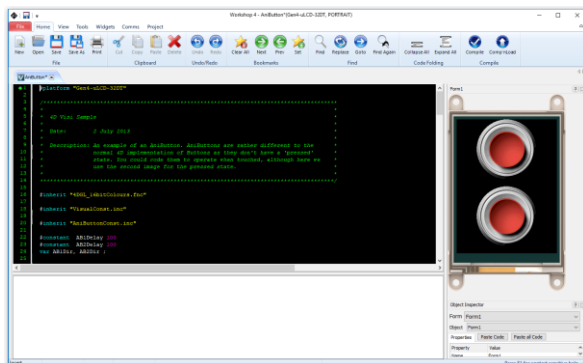 Workshop 4 - AniButton*(Gen4-uLCD-32DT, PORTRAIT)
File Home View Tools Widgets Comms Project
New Open Save Save As Print Cut Copy Paste Delete Undo Redo Clear All Prev Next Set Find Replace Goto Find Again Collapse All Expand All Compile Comp'nLoad
File Clipboard Undo/Redo Bookmarks Find Code Folding Compile
AniButton*
#platform "Gen4-uLCD-32DT"
4D Visi Sample
Date: 2 July 2019
Description: An example of an AniButton. AniButtons are rather different to the
normal 4D implementation of Buttons as they don't have a 'pressed'
state. You could code them to operate when touched, although here we
use the second image for the pressed state.
#inherit "4DGL_16bitColours.fnc"
#inherit "VisualConst.inc"
#inherit "AniButtonConst.inc"
#constant AB1Delay 100
#constant AB2Delay 100
var AB1Dir, AB2Dir ;
Form1
Object Inspector
Form Form1
Object Form1
Properties Paste Code Paste all Code
Property Value
Name Form1